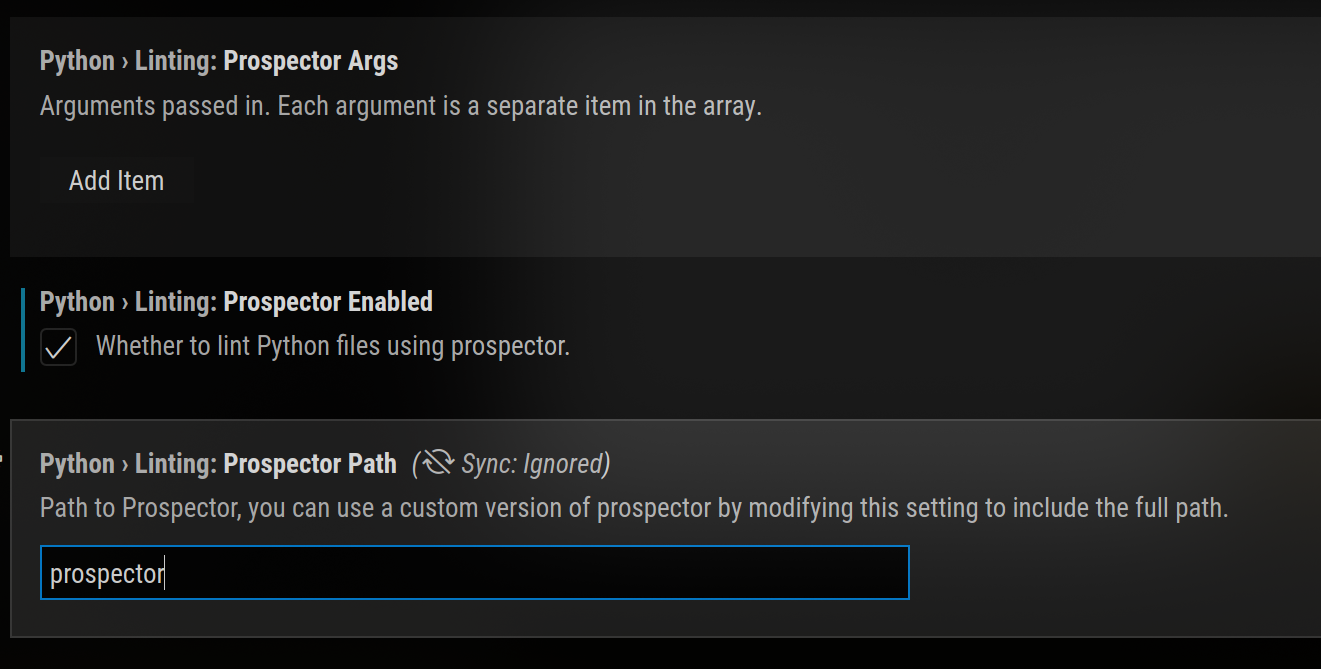 Python › Linting: Prospector Args
Arguments passed in. Each argument is a separate item in the array.
Add Item
Python › Linting: Prospector Enabled
Whether to lint Python files using prospector.
Python › Linting: Prospector Path (Sync: Ignored)
Path to Prospector, you can use a custom version of prospector by modifying this setting to include the full path.
prospector